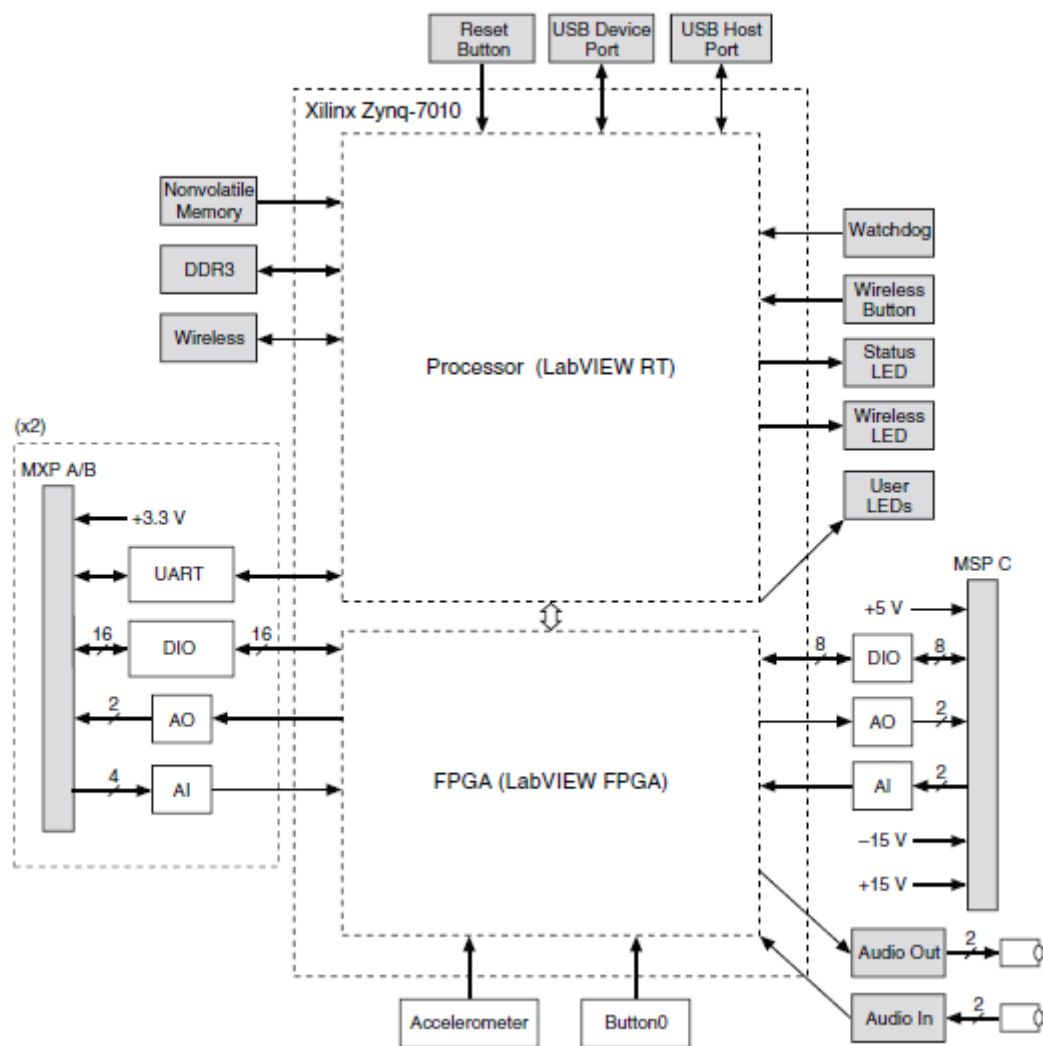 Reset
Button
USB Device
Port
USB Host
Port
Xilinx Zynq-7010
Nonvolatile
Memory
DDR3
Wireless
Watchdog
Wireless
Button
Status
LED
Wireless
LED
User
LEDs
Processor (LabVIEW RT)
(x2)
MXP A/B
+3.3 V
UART
16
DIO
16
2
AO
4
AI
FPGA (LabVIEW FPGA)
MSP C
+5 V
8
DIO
8
AO
2
AI
2
–15 V
+15 V
Audio Out
2
Audio In
2
Accelerometer
Button0